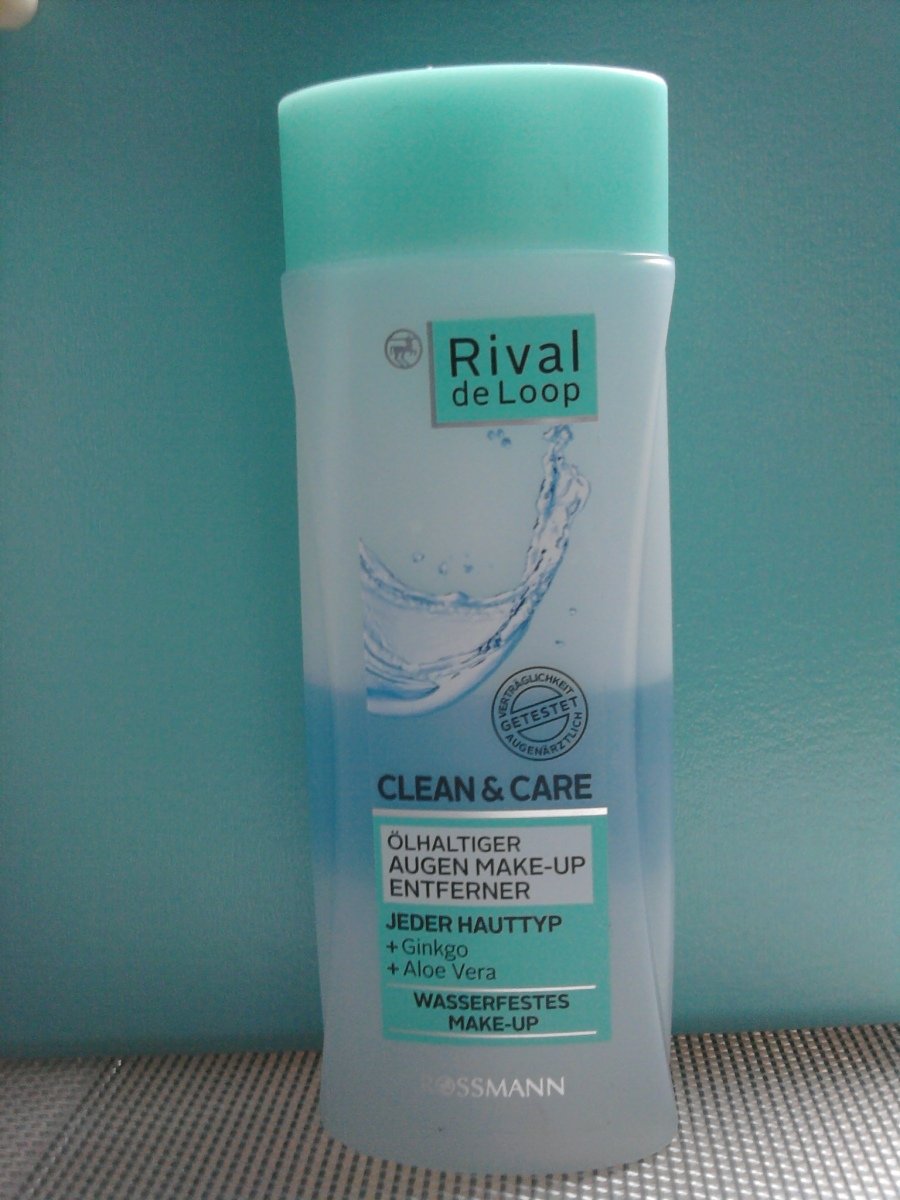 Rival
de Loop
VERTRÄGLICHKEIT
GETESTET
AUGENÄRZTLICH
CLEAN & CARE
ÖLHALTIGER
AUGEN MAKE-UP
ENTFERNER
JEDER HAUTTYP
+ Ginkgo
+ Aloe Vera
WASSERFESTES
MAKE-UP
ROSSMANN